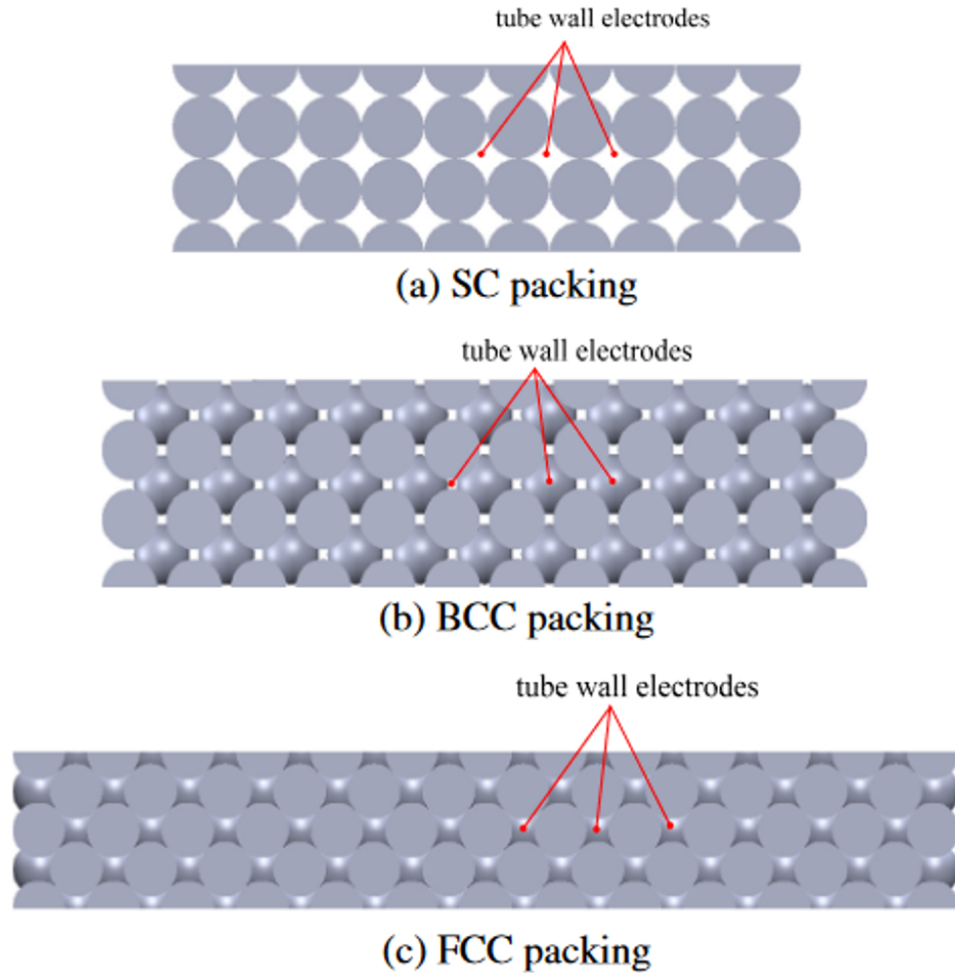 tube wall electrodes
(a) SC packing
tube wall electrodes
(b) BCC packing
tube wall electrodes
(c) FCC packing